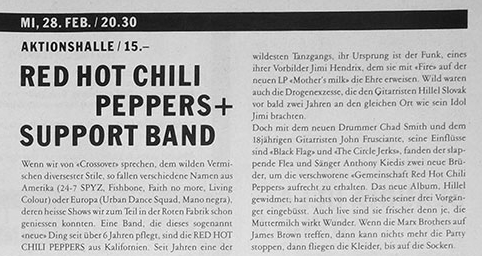 MI, 28. FEB. / 20.30
AKTIONSHALLE / 15.–
RED HOT CHILI
PEPPERS+
SUPPORT BAND
Wenn wir von «Crossover» sprechen, dem wilden Vermi-
schen diversester Stile, so fallen verschiedene Namen aus
Amerika (24-7 SPYZ, Fishbone, Faith no more, Living
Colour) oder Europa (Urban Dance Squad, Mano negra),
deren heisse Shows wir zum Teil in der Roten Fabrik schon
geniessen konnten. Eine Band, die dieses sogenannt
«neue» Ding seit über 6 Jahren pflegt, sind die RED HOT
CHILI PEPPERS aus Kalifornien. Seit Jahren eine der
wildesten Tanzgangs, ihr Ursprung ist der Funk, eines
ihrer Vorbilder Jimi Hendrix, dem sie mit «Fire» auf der
neuen LP «Mother's milk» die Ehre erweisen. Wild waren
auch die Drogenexzesse, die den Gitarristen Hillel Slovak
vor bald zwei Jahren an den gleichen Ort wie sein Idol
Jimi brachten.
Doch mit dem neuen Drummer Chad Smith und dem
18jährigen Gitarristen John Frusciante, seine Einflüsse
sind «Black Flag» und «The Circle Jerks», fanden der slap-
pende Flea und Sänger Anthony Kiedis zwei neue Brü-
der, um die verschworene «Gemeinschaft Red Hot Chili
Peppers» aufrecht zu erhalten. Das neue Album, Hillel
gewidmet, hat nichts von der Frische seiner drei Vorgän-
ger eingebüsst. Auch live sind sie frischer denn je, die
Muttermilch wirkt Wunder. Wenn die Marx Brothers auf
James Brown treffen, dann kann nichts mehr die Party
stoppen, dann fliegen die Kleider, bis auf die Socken.